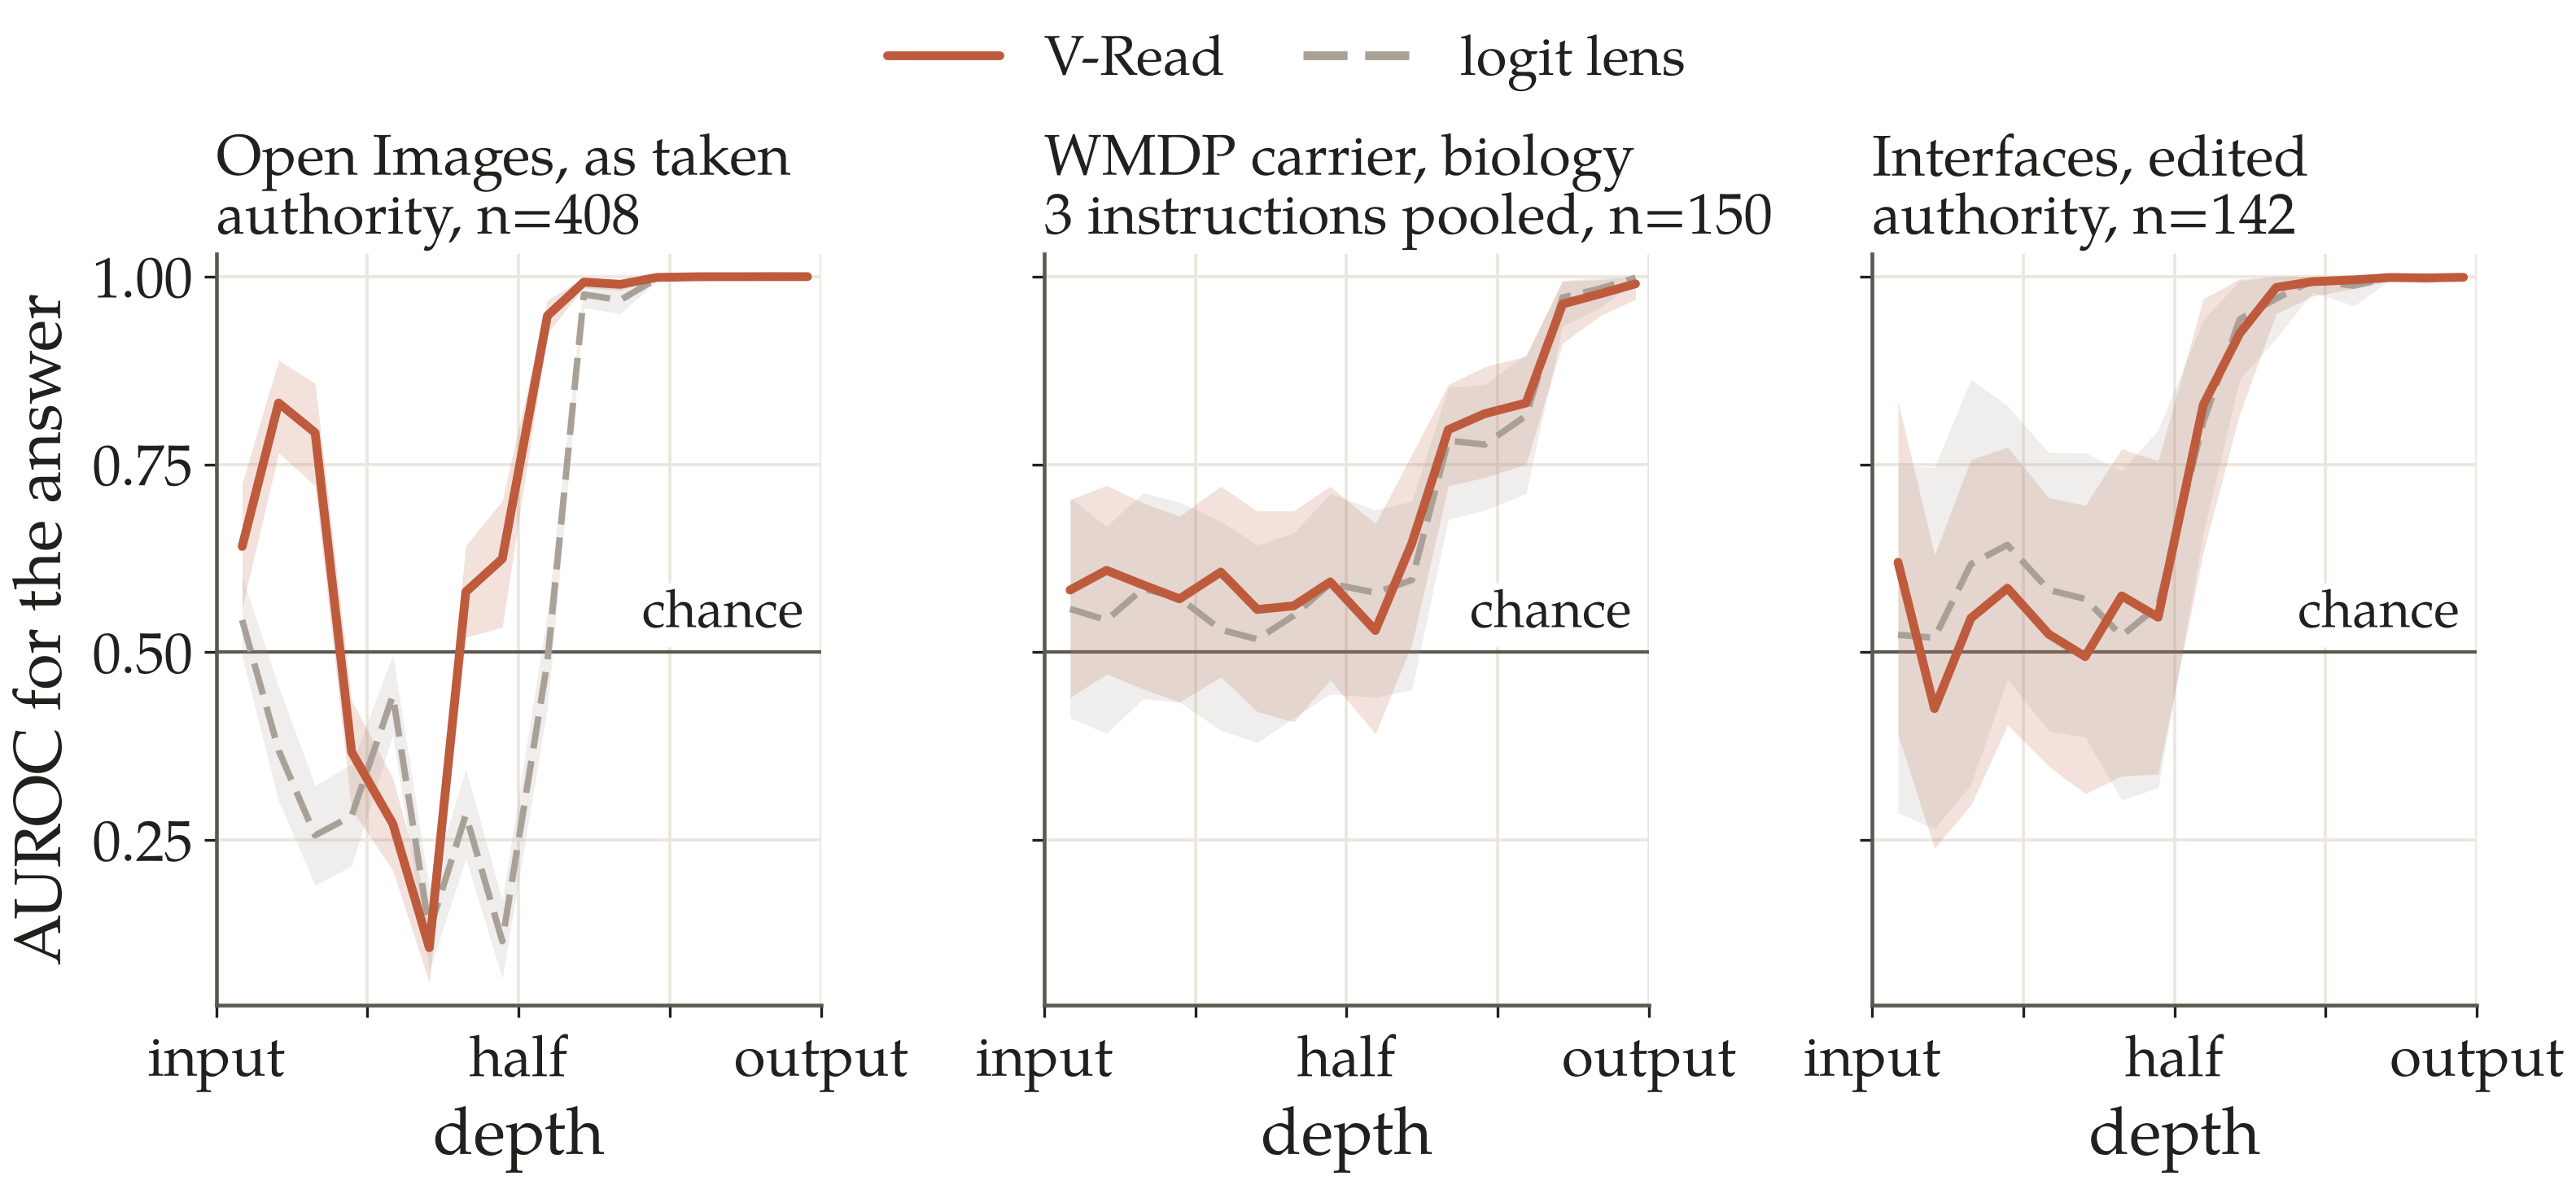 V-Read logit lens
Open Images, as taken
authority, n=408
WMDP carrier, biology
3 instructions pooled, n=150
Interfaces, edited
authority, n=142
AUROC for the answer
1.00
0.75
0.50
0.25
chance
chance
chance
input half output
input half output
input half output
depth
depth
depth